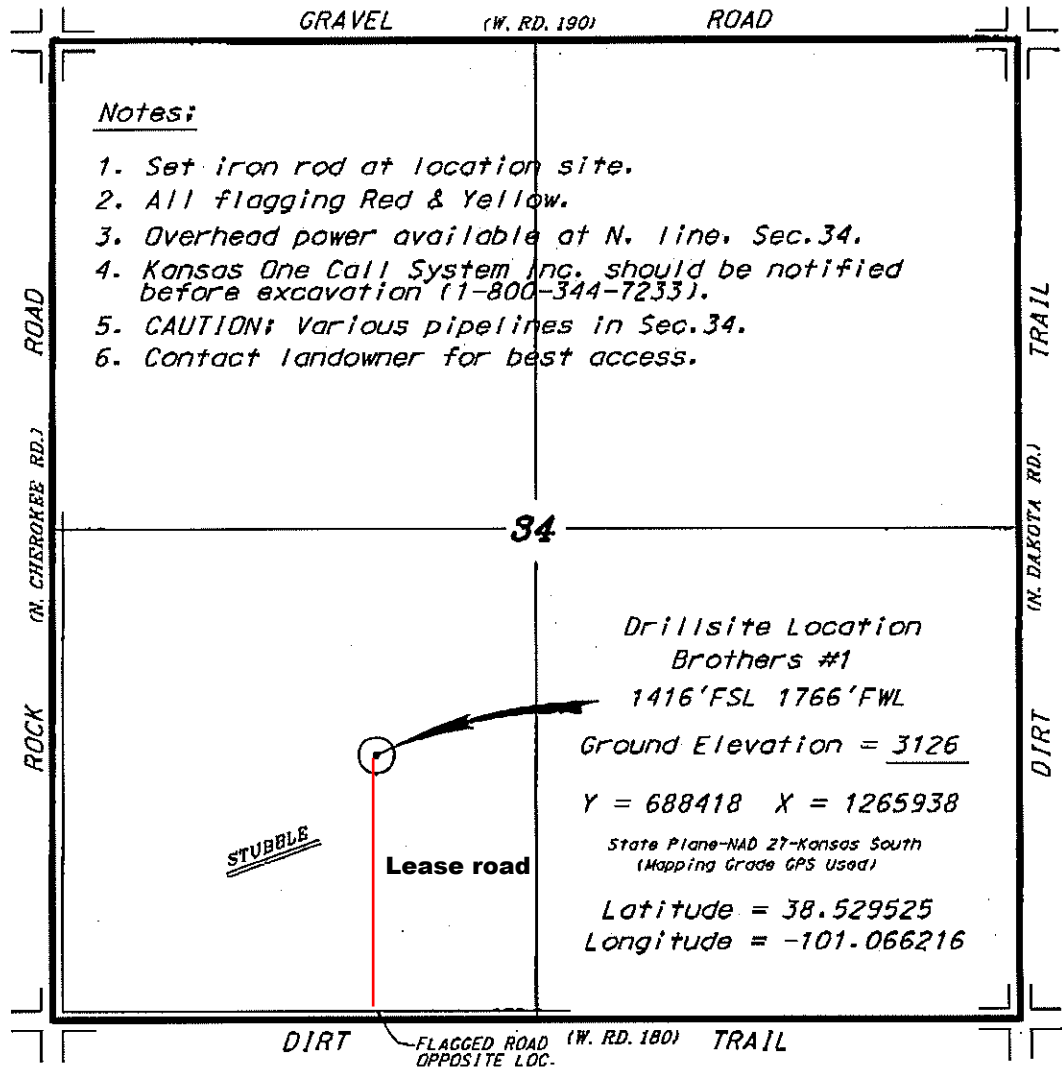 GRAVEL (W. RD. 190) ROAD
Notes:
1. Set iron rod at location site.
2. All flagging Red & Yellow.
3. Overhead power available at N. line, Sec.34.
4. Kansas One Call System Inc. should be notified
before excavation (1-800-344-7233).
5. CAUTION: Various pipelines in Sec.34.
6. Contact landowner for best access.
ROCK (N. CHEROKEE RD.) ROAD
DIRT (N. DAKOTA RD.) TRAIL
34
Drillsite Location
Brothers #1
1416'FSL 1766'FWL
Ground Elevation = 3126
Y = 688418 X = 1265938
State Plane-NAD 27-Kansas South
(Mapping Grade GPS Used)
Latitude = 38.529525
Longitude = -101.066216
STUBBLE
Lease road
DIRT (W. RD. 180) TRAIL
FLAGGED ROAD
OPPOSITE LOC.